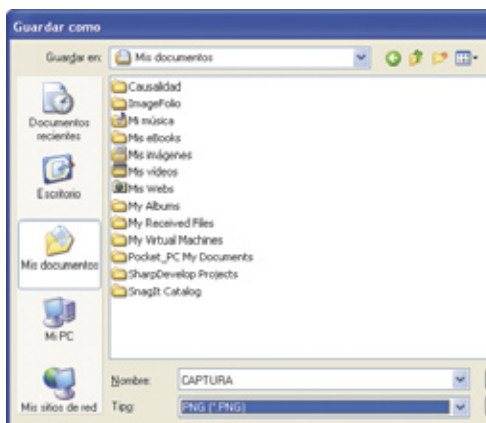 Guardar como
Guardar en: Mis documentos
Documentos recientes
Escritorio
Mis documentos
Mi PC
Mis sitios de red
Causalidad
ImageFolio
Mi música
Mis eBooks
Mis imágenes
Mis vídeos
Mis Webs
My Albums
My Received Files
My Virtual Machines
Pocket_PC My Documents
SharpDevelop Projects
SnagIt Catalog
Nombre: CAPTURA
Tipo: PNG (*.PNG)